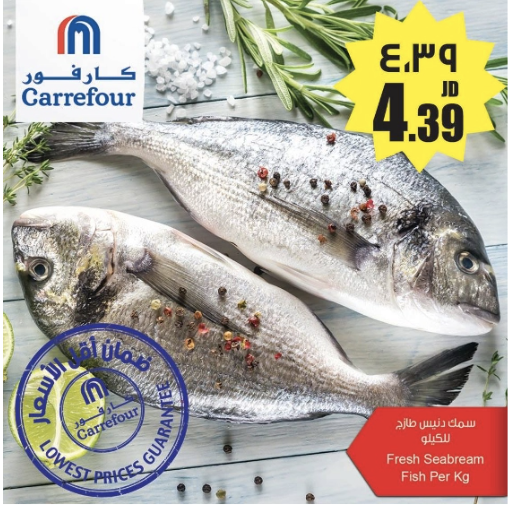 كارفور
Carrefour
٤.٣٩
4.39 JD
ضمان أقل الأسعار
كارفور
Carrefour
LOWEST PRICES GUARANTEE
سمك دنيس طازج
للكيلو
Fresh Seabream
Fish Per Kg